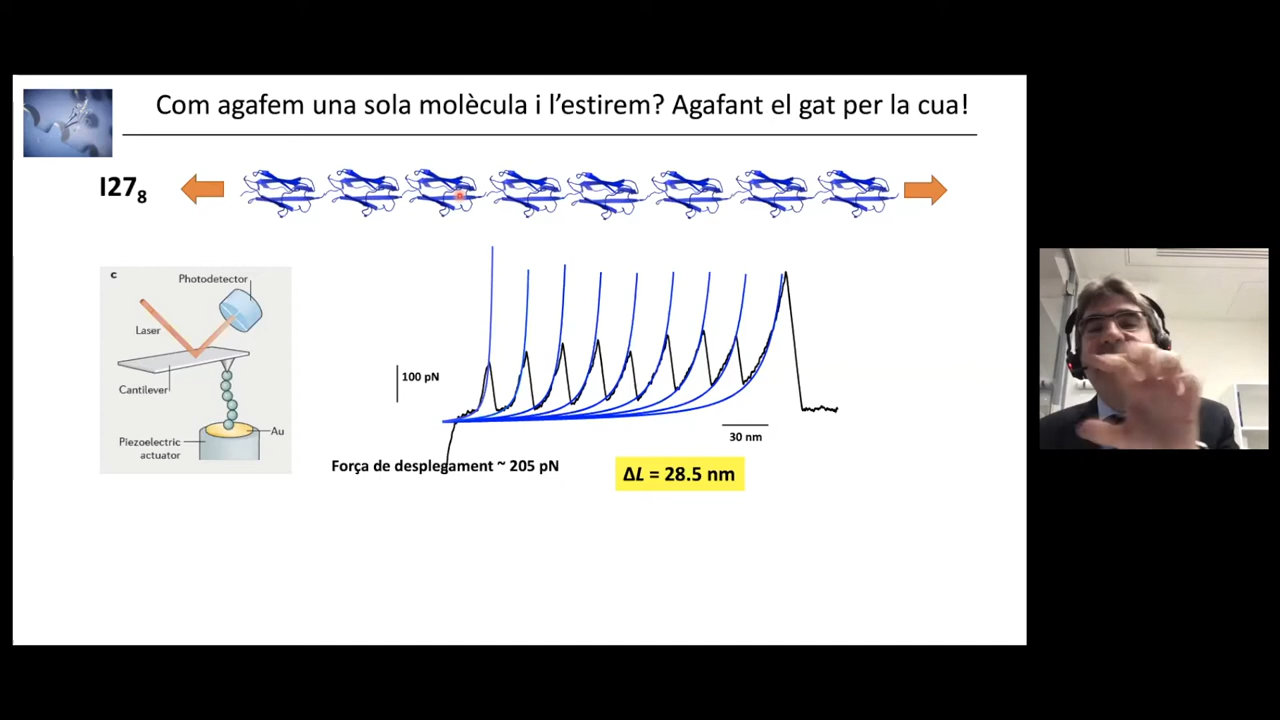 Com agafem una sola molècula i l’estirem? Agafant el gat per la cua!
I27₈
c
Photodetector
Laser
Cantilever
Au
Piezoelectric
actuator
100 pN
30 nm
Força de desplegament ~ 205 pN
ΔL = 28.5 nm